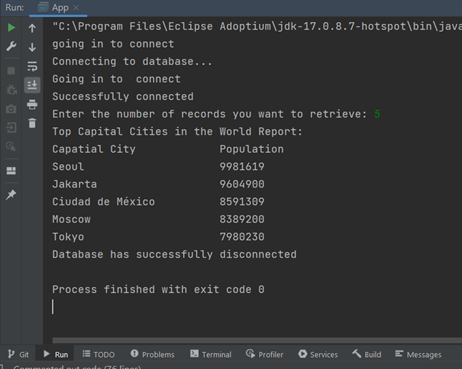 Run: App ×
"C:\Program Files\Eclipse Adoptium\jdk-17.0.8.7-hotspot\bin\java
going in to connect
Connecting to database...
Going in to  connect
Successfully connected
Enter the number of records you want to retrieve: 5
Top Capital Cities in the World Report:
Capatial City Population
Seoul 9981619
Jakarta 9604900
Ciudad de México 8591309
Moscow 8389200
Tokyo 7980230
Database has successfully disconnected
Process finished with exit code 0
Git Run TODO Problems Terminal Profiler Services Build Messages
Commented out code (76 lines)